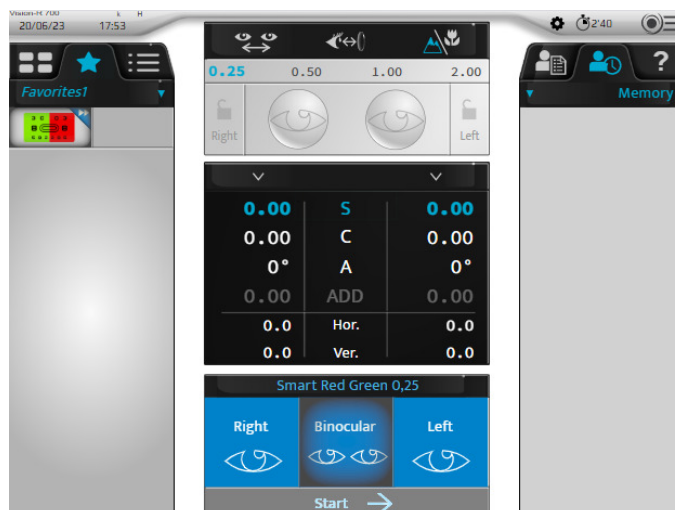 Vision-R 700
20/06/23 17:53
2'40
?
Favorites1
Memory
0.25 0.50 1.00 2.00
Right Left
0.00 S 0.00
0.00 C 0.00
0° A 0°
0.00 ADD 0.00
0.0 Hor. 0.0
0.0 Ver. 0.0
Smart Red Green 0,25
Right Binocular Left
Start